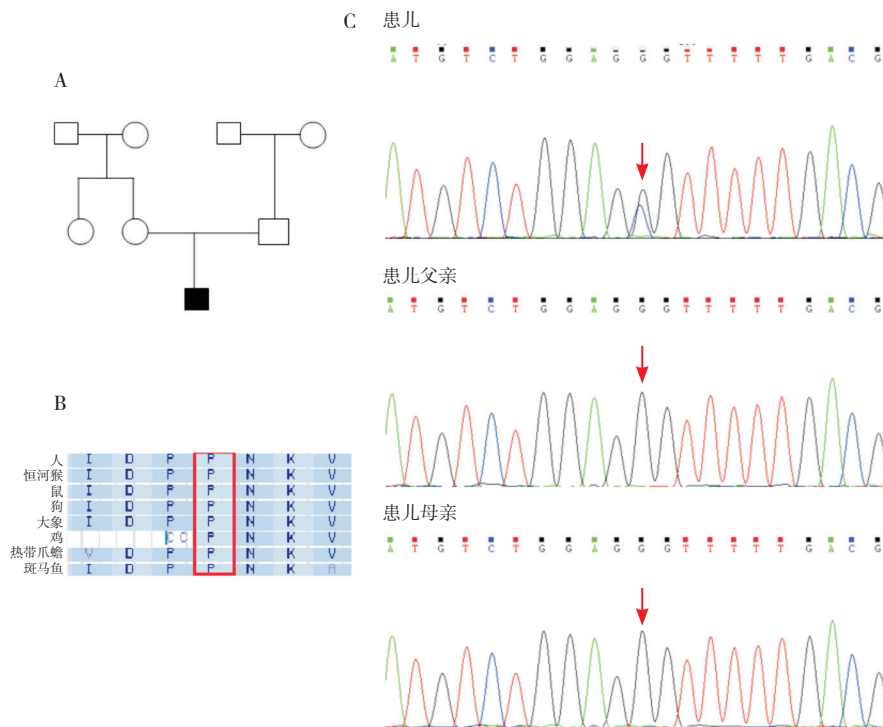 A
B
人 I D P P N K V
恒河猴 I D P P N K V
鼠 I D P P N K V
狗 I D P P N K V
大象 I D P P N K V
鸡 C C P N K V
热带爪蟾 V D P P N K V
斑马鱼 I D P P N K A
C
患儿
A T G T C T G G A G G G T T T T T G A C G
患儿父亲
A T G T C T G G A G G G T T T T T G A C G
患儿母亲
A T G T C T G G A G G G T T T T T G A C G